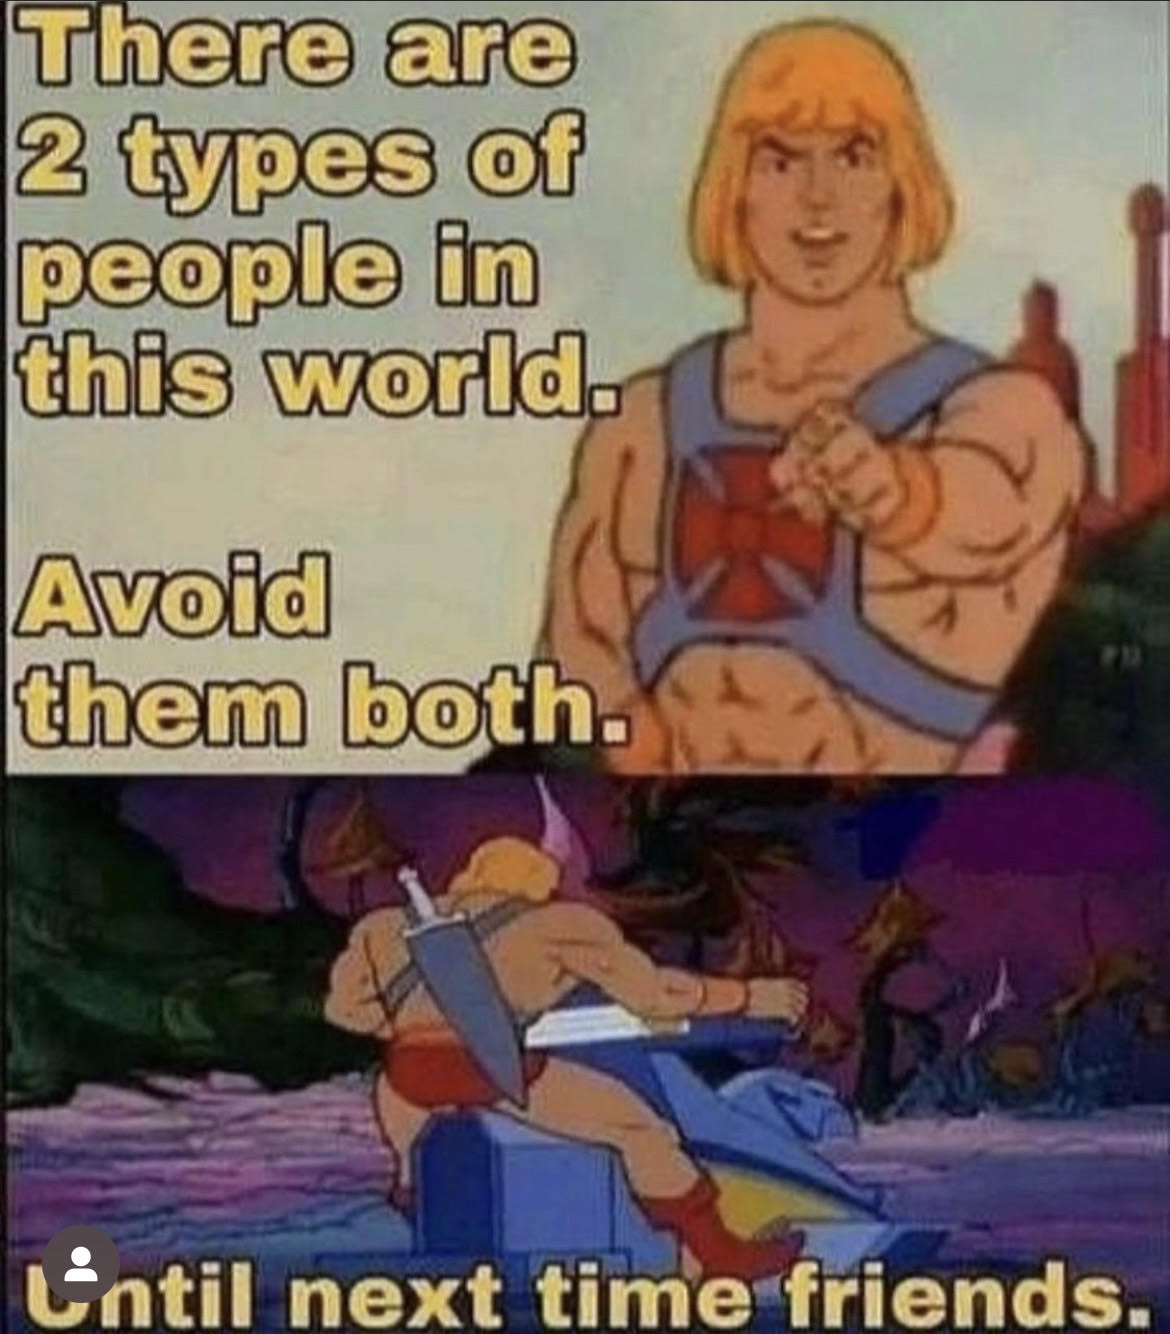 There are
2 types of
people in
this world.
Avoid
them both.
Until next time friends.